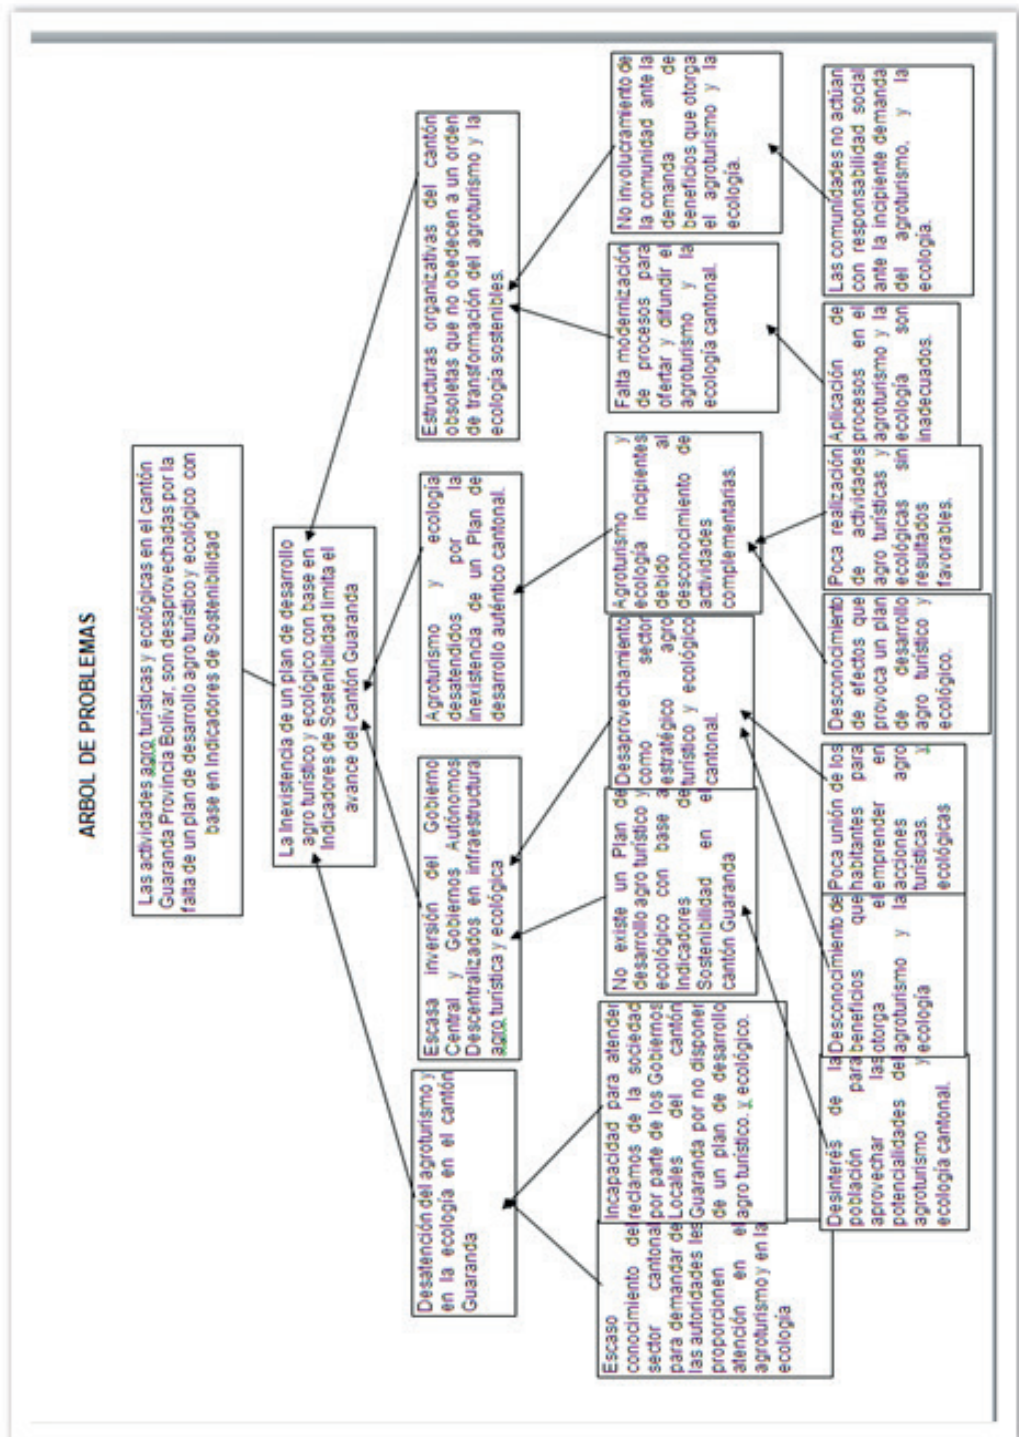 ARBOL DE PROBLEMAS
Las actividades agro turísticas y ecológicas en el cantón
Guaranda Provincia Bolívar, son desaprovechadas por la
falta de un plan de desarrollo agro turístico y ecológico con
base en Indicadores de Sostenibilidad
La Inexistencia de un plan de desarrollo
agro turístico y ecológico con base en
Indicadores de Sostenibilidad limita el
avance del cantón Guaranda
Desatención del agroturismo y
en la ecología en el cantón
Guaranda
Escasa inversión del Gobierno
Central y Gobiernos Autónomos
Descentralizados en infraestructura
agro turística y ecológica
Agroturismo y ecología
desatendidos por la
inexistencia de un Plan de
desarrollo auténtico cantonal.
Estructuras organizativas del cantón
obsoletas que no obedecen a un orden
de transformación del agroturismo y la
ecología sostenibles.
Escaso
conocimiento del
sector cantonal
para demandar de
las autoridades les
proporcionen
atención en el
agroturismo y en la
ecología
Incapacidad para atender
reclamos de la sociedad
por parte de los Gobiernos
Locales del cantón
Guaranda por no disponer
de un plan de desarrollo
agro turístico. y ecológico.
No existe un Plan de
desarrollo agro turístico y
ecológico con base a
Indicadores de
Sostenibilidad en el
cantón Guaranda
Desaprovechamiento
como sector
estratégico agro
turístico y ecológico
cantonal.
Agroturismo y
ecología incipientes
debido al
desconocimiento de
actividades
complementarias.
Falta modernización
de procesos para
ofertar y difundir el
agroturismo y la
ecología cantonal.
No involucramiento de
la comunidad ante la
demanda de
beneficios que otorga
el agroturismo y la
ecología.
Desinterés de la
población para
aprovechar las
potencialidades del
agroturismo y
ecología cantonal.
Desconocimiento de
beneficios que
otorga el
agroturismo y la
ecología
Poca unión de los
habitantes para
emprender en
acciones agro
turísticas. y
ecológicas
Desconocimiento
de efectos que
provoca un plan
de desarrollo
agro turístico y
ecológico.
Poca realización
de actividades
agro turísticas y
ecológicas sin
resultados
favorables.
Aplicación de
procesos en el
agroturismo y la
ecología son
inadecuados.
Las comunidades no actúan
con responsabilidad social
ante la incipiente demanda
del agroturismo, y la
ecología.